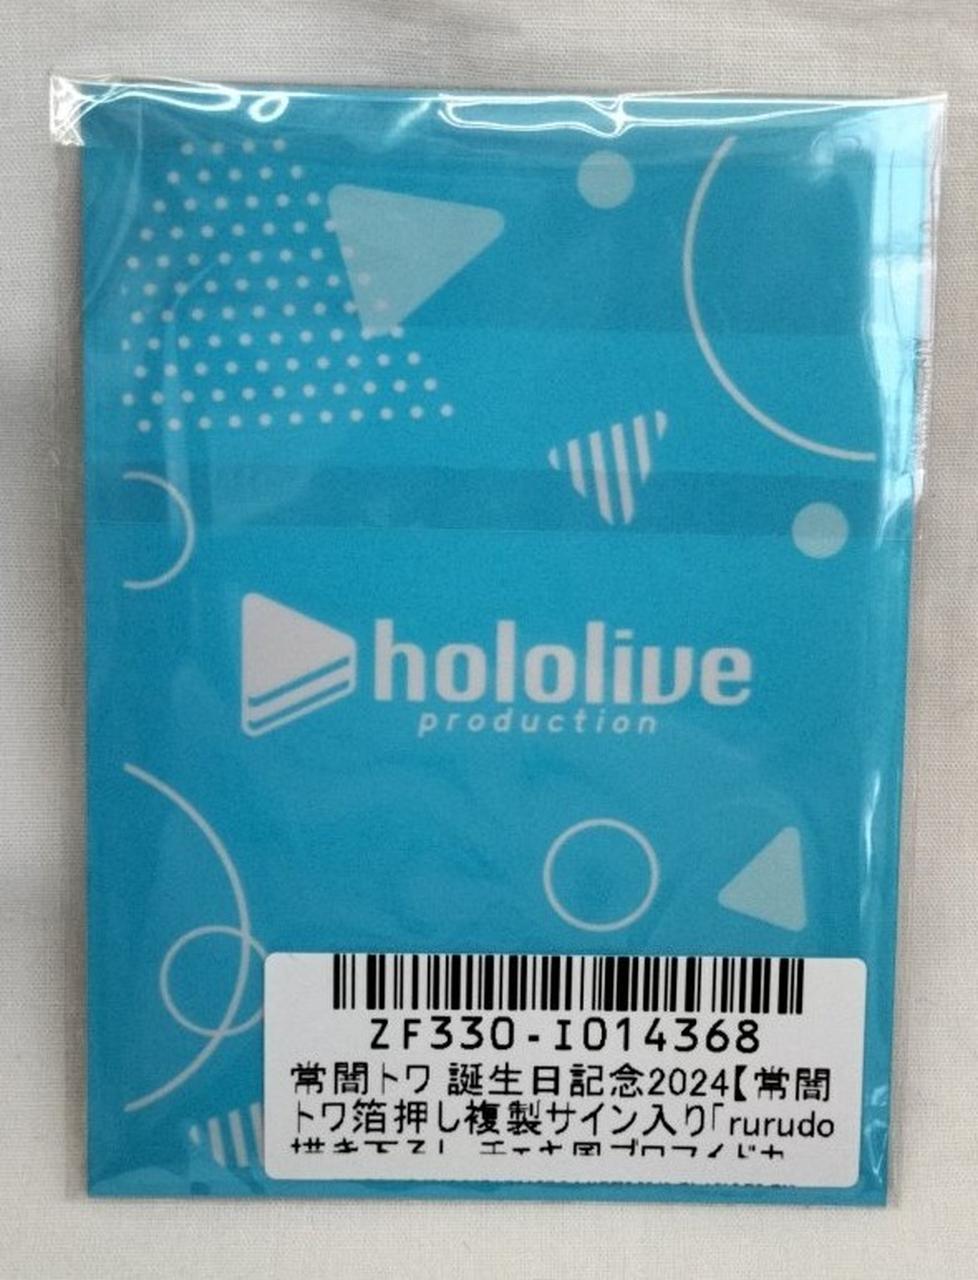 hololive
production
ZF330-I014368
常闇トワ 誕生日記念2024【常闇
トワ箔押し複製サイン入り「rurudo